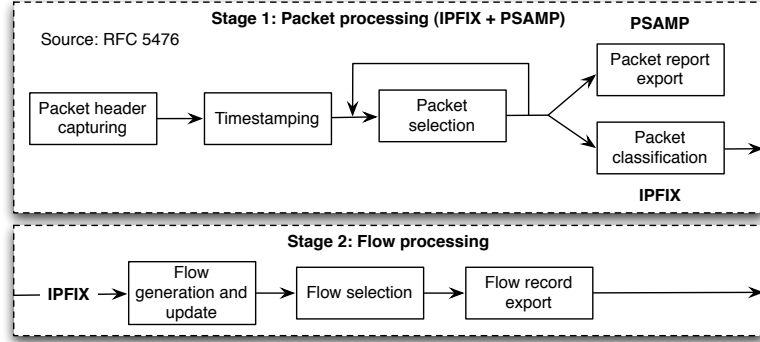 Stage 1: Packet processing (IPFIX + PSAMP)
Source: RFC 5476
PSAMP
Packet header
capturing
Timestamping
Packet
selection
Packet report
export
Packet
classification
IPFIX
Stage 2: Flow processing
IPFIX
Flow
generation and
update
Flow selection
Flow record
export